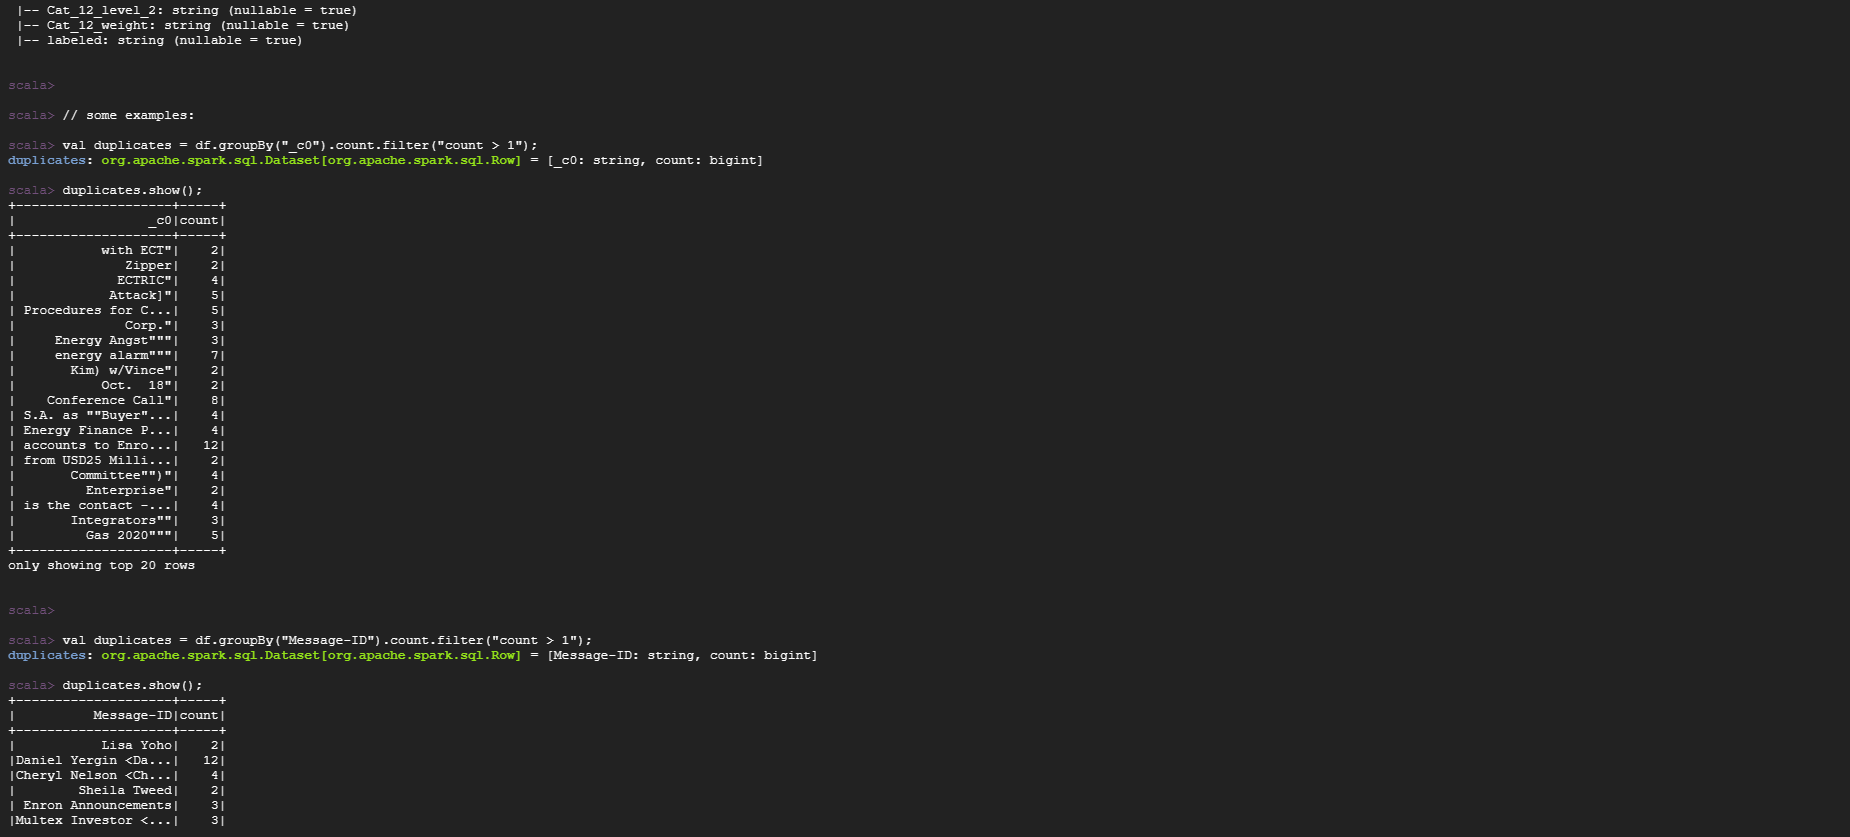 |-- Cat_12_level_2: string (nullable = true)
 |-- Cat_12_weight: string (nullable = true)
 |-- labeled: string (nullable = true)
scala>
scala> // some examples:
scala> val duplicates = df.groupBy("_c0").count.filter("count > 1");
duplicates: org.apache.spark.sql.Dataset[org.apache.spark.sql.Row] = [_c0: string, count: bigint]
scala> duplicates.show();
+--------------------+-----+
|                 _c0|count|
+--------------------+-----+
|           with ECT"|    2|
|              Zipper|    2|
|             ECTRIC"|    4|
|            Attack]"|    5|
| Procedures for C...|    5|
|              Corp."|    3|
|     Energy Angst"""|    3|
|     energy alarm"""|    7|
|       Kim) w/Vince"|    2|
|           Oct.  18"|    2|
|    Conference Call"|    8|
| S.A. as ""Buyer"...|    4|
| Energy Finance P...|    4|
| accounts to Enro...|   12|
| from USD25 Milli...|    2|
|       Committee"")"|    4|
|         Enterprise"|    2|
| is the contact -...|    4|
|       Integrators""|    3|
|         Gas 2020"""|    5|
+--------------------+-----+
only showing top 20 rows
scala>
scala> val duplicates = df.groupBy("Message-ID").count.filter("count > 1");
duplicates: org.apache.spark.sql.Dataset[org.apache.spark.sql.Row] = [Message-ID: string, count: bigint]
scala> duplicates.show();
+--------------------+-----+
|          Message-ID|count|
+--------------------+-----+
|           Lisa Yoho|    2|
|Daniel Yergin <Da...|   12|
|Cheryl Nelson <Ch...|    4|
|        Sheila Tweed|    2|
| Enron Announcements|    3|
|Multex Investor <...|    3|